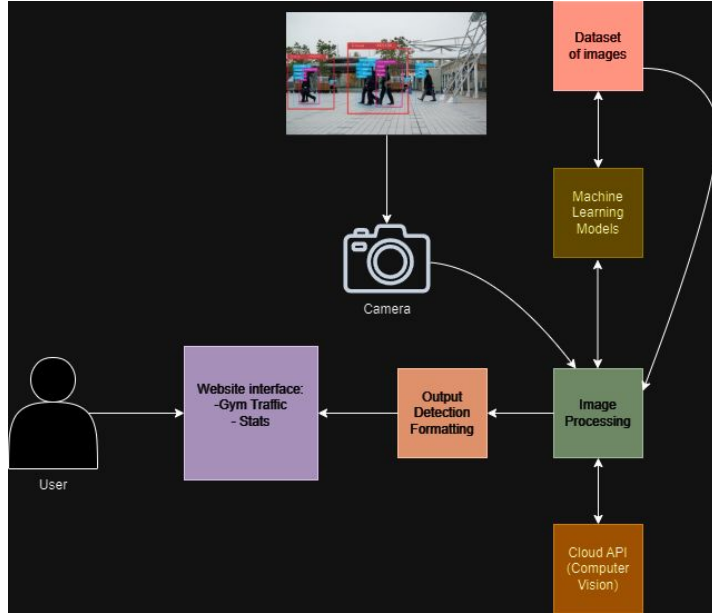 Dataset
of images
Machine
Learning
Models
Camera
Website interface:
-Gym Traffic
- Stats
Output
Detection
Formatting
Image
Processing
User
Cloud API
(Computer
Vision)